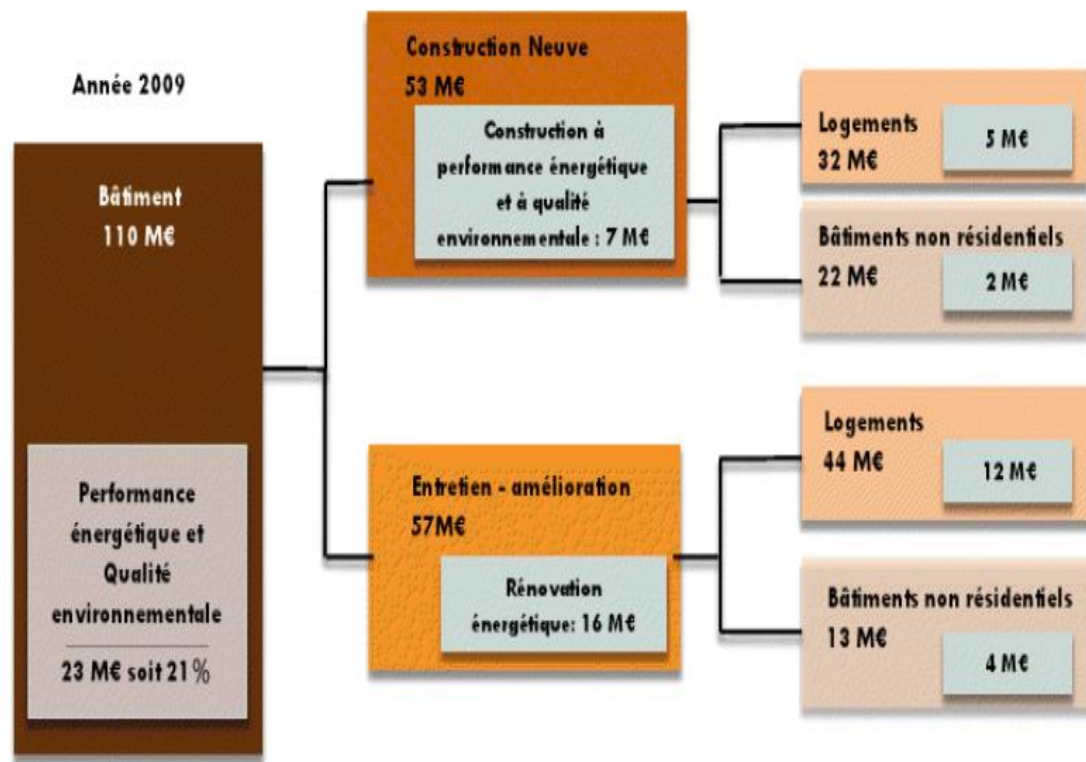 Année 2009
Bâtiment
110 M€
Performance
énergétique et
Qualité
environnementale
23 M€ soit 21%
Construction Neuve
53 M€
Construction à
performance énergétique
et à qualité
environnementale : 7 M€
Entretien - amélioration
57M€
Rénovation
énergétique: 16 M€
Logements
32 M€
5 M€
Bâtiments non résidentiels
22 M€
2 M€
Logements
44 M€
12 M€
Bâtiments non résidentiels
13 M€
4 M€